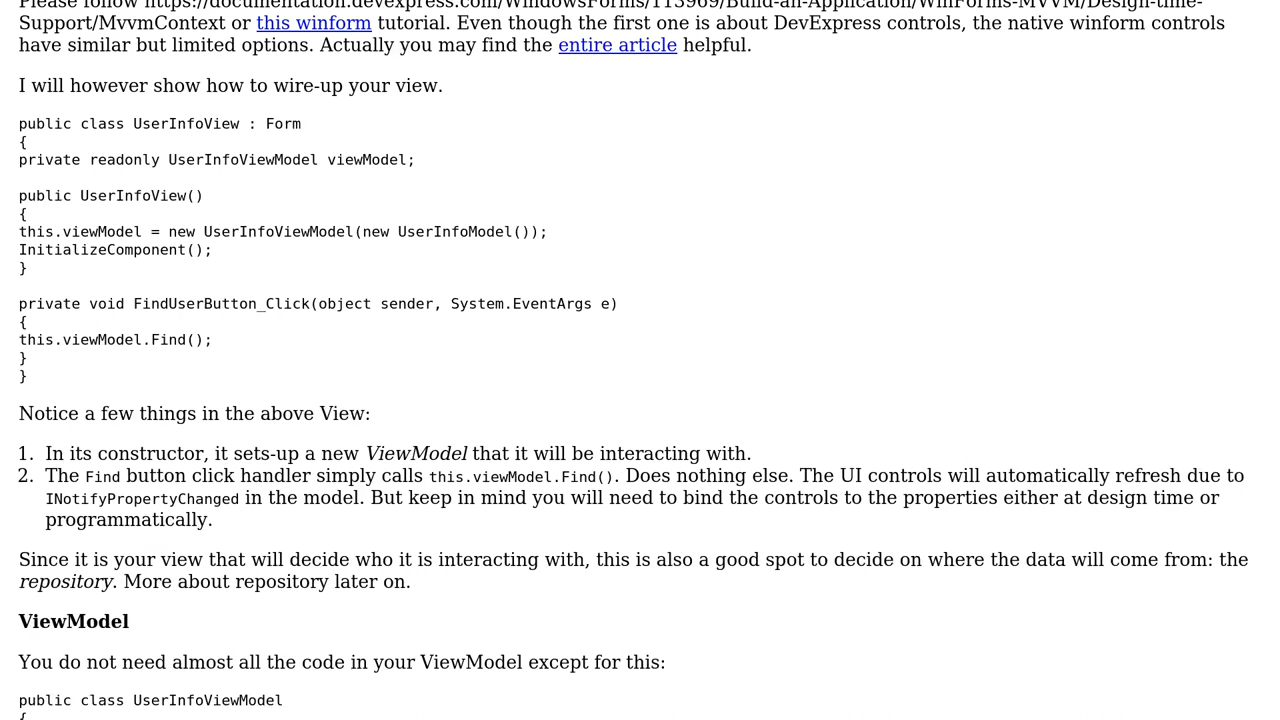 Please follow https://documentation.devexpress.com/WindowsForms/113969/Build-an-Application/WinForms-MVVM/Design-time-
Support/MvvmContext or this winform tutorial. Even though the first one is about DevExpress controls, the native winform controls
have similar but limited options. Actually you may find the entire article helpful.
I will however show how to wire-up your view.
public class UserInfoView : Form
{
private readonly UserInfoViewModel viewModel;
public UserInfoView()
{
this.viewModel = new UserInfoViewModel(new UserInfoModel());
InitializeComponent();
}
private void FindUserButton_Click(object sender, System.EventArgs e)
{
this.viewModel.Find();
}
}
Notice a few things in the above View:
1. In its constructor, it sets-up a new ViewModel that it will be interacting with.
2. The Find button click handler simply calls this.viewModel.Find(). Does nothing else. The UI controls will automatically refresh due to
INotifyPropertyChanged in the model. But keep in mind you will need to bind the controls to the properties either at design time or
programmatically.
Since it is your view that will decide who it is interacting with, this is also a good spot to decide on where the data will come from: the
repository. More about repository later on.
ViewModel
You do not need almost all the code in your ViewModel except for this:
public class UserInfoViewModel
{